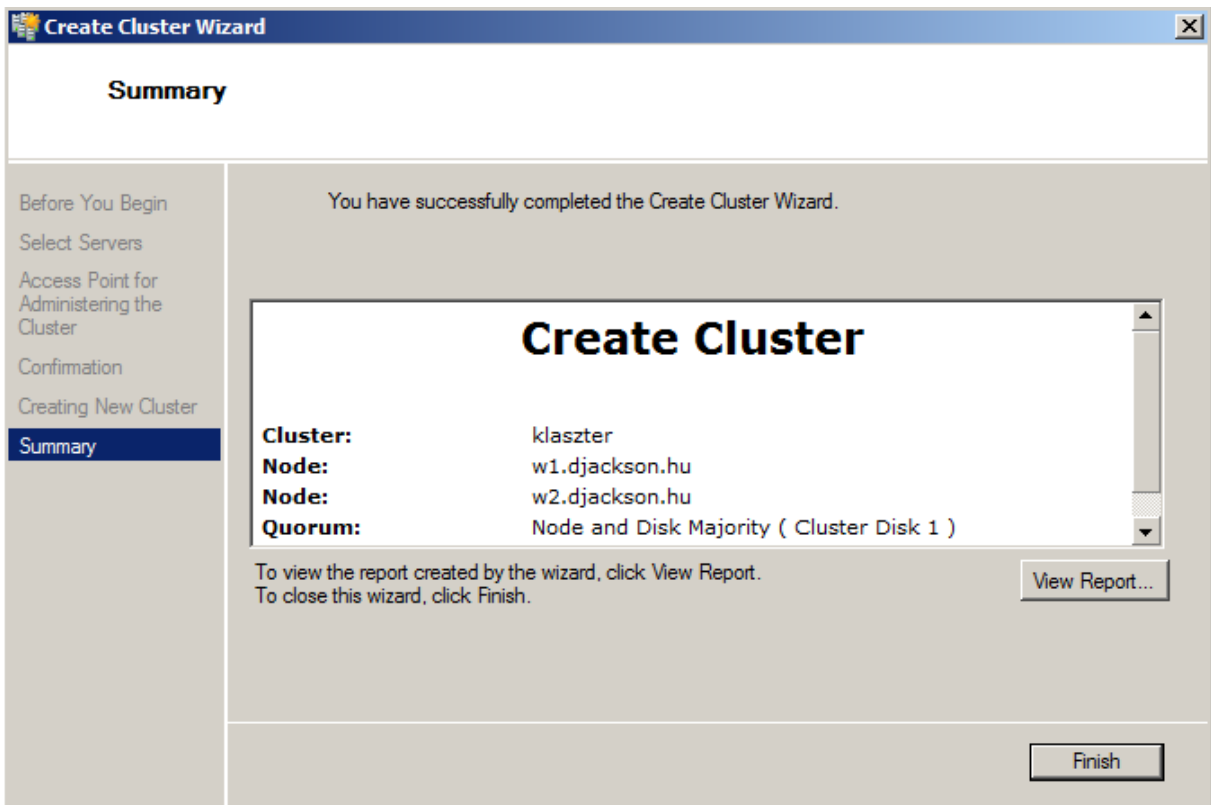 Create Cluster Wizard
Summary
Before You Begin
Select Servers
Access Point for
Administering the
Cluster
Confirmation
Creating New Cluster
Summary
You have successfully completed the Create Cluster Wizard.
Create Cluster
Cluster: klaszter
Node: w1.djackson.hu
Node: w2.djackson.hu
Quorum: Node and Disk Majority ( Cluster Disk 1 )
To view the report created by the wizard, click View Report.
To close this wizard, click Finish.
View Report...
Finish